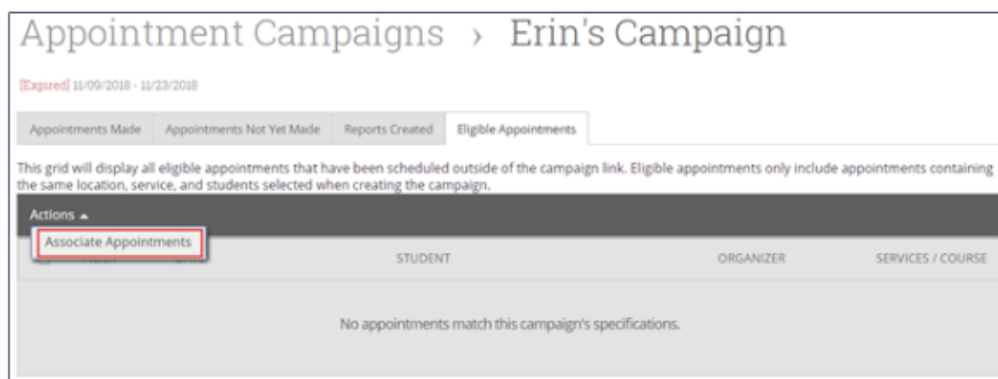 Appointment Campaigns › Erin's Campaign
[Expired] 11/09/2018 - 11/23/2018
Appointments Made Appointments Not Yet Made Reports Created Eligible Appointments
This grid will display all eligible appointments that have been scheduled outside of the campaign link. Eligible appointments only include appointments containing
the same location, service, and students selected when creating the campaign.
Actions
Associate Appointments
STUDENT ORGANIZER SERVICES / COURSE
No appointments match this campaign's specifications.